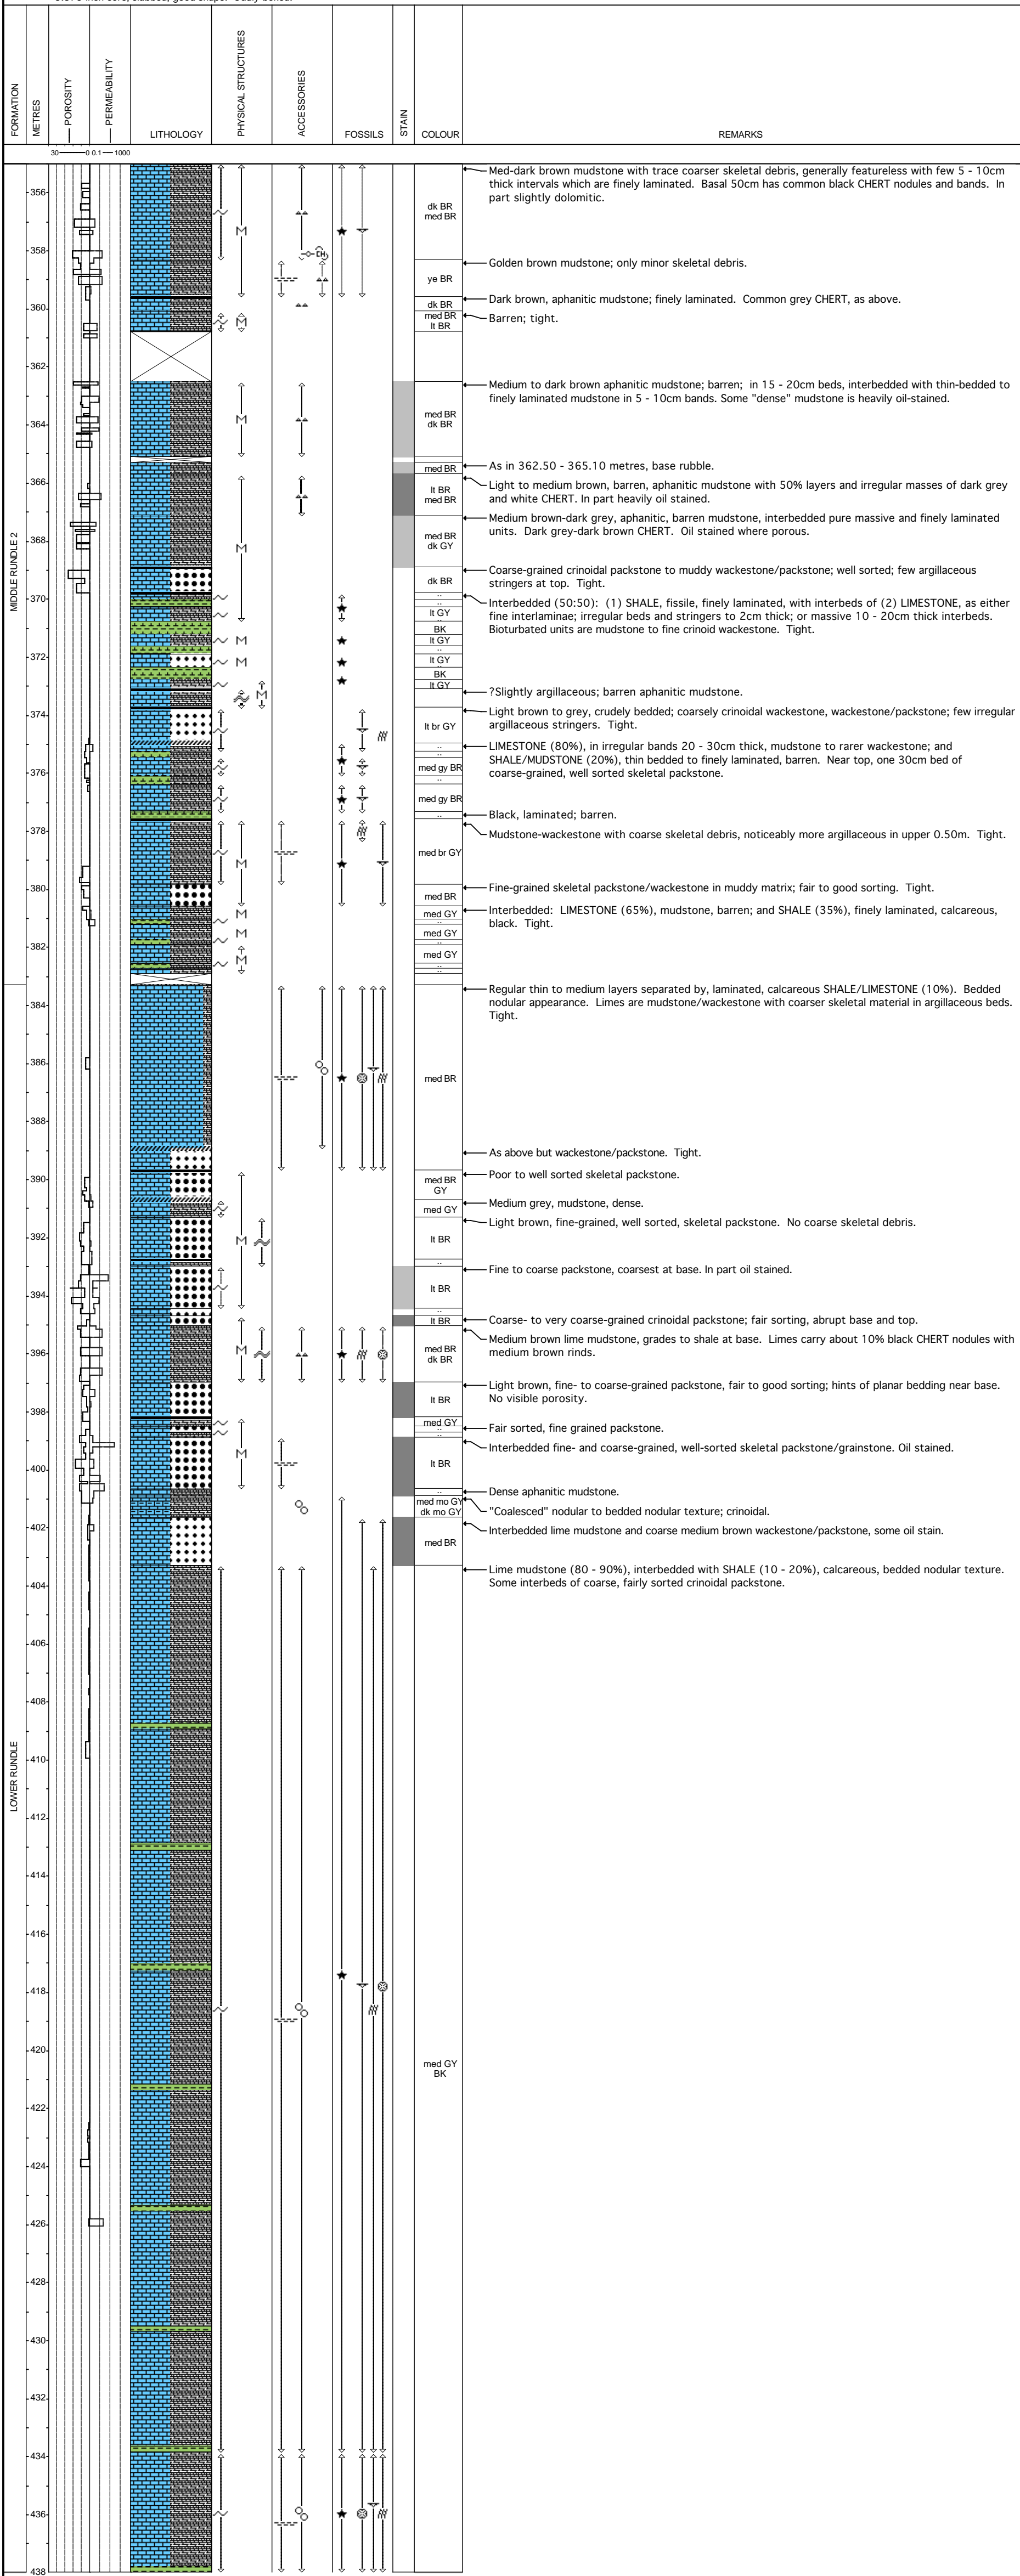 FORMATION
METRES
POROSITY
PERMEABILITY
LITHOLOGY
PHYSICAL STRUCTURES
ACCESSORIES
FOSSILS
STAIN
COLOUR
REMARKS
30 0 0.1 1000
MIDDLE RUNDLE 2
LOWER RUNDLE
356
358
360
362
364
366
368
370
372
374
376
378
380
382
384
386
388
390
392
394
396
398
400
402
404
406
408
410
412
414
416
418
420
422
424
426
428
430
432
434
436
438
dk BR
med BR
ye BR
dk BR
med BR
lt BR
med BR
dk BR
med BR
lt BR
med BR
med BR
dk GY
dk BR
lt GY
BK
lt GY
lt GY
BK
lt GY
lt br GY
med gy BR
med gy BR
med br GY
med BR
med GY
med GY
med GY
med BR
med BR
GY
med GY
lt BR
lt BR
lt BR
med BR
dk BR
lt BR
med GY
lt BR
med mo GY
dk mo GY
med BR
med GY
BK
Med-dark brown mudstone with trace coarser skeletal debris, generally featureless with few 5 - 10cm
thick intervals which are finely laminated. Basal 50cm has common black CHERT nodules and bands. In
part slightly dolomitic.
Golden brown mudstone; only minor skeletal debris.
Dark brown, aphanitic mudstone; finely laminated. Common grey CHERT, as above.
Barren; tight.
Medium to dark brown aphanitic mudstone; barren; in 15 - 20cm beds, interbedded with thin-bedded to
finely laminated mudstone in 5 - 10cm bands. Some "dense" mudstone is heavily oil-stained.
As in 362.50 - 365.10 metres, base rubble.
Light to medium brown, barren, aphanitic mudstone with 50% layers and irregular masses of dark grey
and white CHERT. In part heavily oil stained.
Medium brown-dark grey, aphanitic, barren mudstone, interbedded pure massive and finely laminated
units. Dark grey-dark brown CHERT. Oil stained where porous.
Coarse-grained crinoidal packstone to muddy wackestone/packstone; well sorted; few argillaceous
stringers at top. Tight.
Interbedded (50:50): (1) SHALE, fissile, finely laminated, with interbeds of (2) LIMESTONE, as either
fine interlaminae; irregular beds and stringers to 2cm thick; or massive 10 - 20cm thick interbeds.
Bioturbated units are mudstone to fine crinoid wackestone. Tight.
?Slightly argillaceous; barren aphanitic mudstone.
Light brown to grey, crudely bedded; coarsely crinoidal wackestone, wackestone/packstone; few irregular
argillaceous stringers. Tight.
LIMESTONE (80%), in irregular bands 20 - 30cm thick, mudstone to rarer wackestone; and
SHALE/MUDSTONE (20%), thin bedded to finely laminated, barren. Near top, one 30cm bed of
coarse-grained, well sorted skeletal packstone.
Black, laminated; barren.
Mudstone-wackestone with coarse skeletal debris, noticeably more argillaceous in upper 0.50m. Tight.
Fine-grained skeletal packstone/wackestone in muddy matrix; fair to good sorting. Tight.
Interbedded: LIMESTONE (65%), mudstone, barren; and SHALE (35%), finely laminated, calcareous,
black. Tight.
Regular thin to medium layers separated by, laminated, calcareous SHALE/LIMESTONE (10%). Bedded
nodular appearance. Limes are mudstone/wackestone with coarser skeletal material in argillaceous beds.
Tight.
As above but wackestone/packstone. Tight.
Poor to well sorted skeletal packstone.
Medium grey, mudstone, dense.
Light brown, fine-grained, well sorted, skeletal packstone. No coarse skeletal debris.
Fine to coarse packstone, coarsest at base. In part oil stained.
Coarse- to very coarse-grained crinoidal packstone; fair sorting, abrupt base and top.
Medium brown lime mudstone, grades to shale at base. Limes carry about 10% black CHERT nodules with
medium brown rinds.
Light brown, fine- to coarse-grained packstone, fair to good sorting; hints of planar bedding near base.
No visible porosity.
Fair sorted, fine grained packstone.
Interbedded fine- and coarse-grained, well-sorted skeletal packstone/grainstone. Oil stained.
Dense aphanitic mudstone.
"Coalesced" nodular to bedded nodular texture; crinoidal.
Interbedded lime mudstone and coarse medium brown wackestone/packstone, some oil stain.
Lime mudstone (80 - 90%), interbedded with SHALE (10 - 20%), calcareous, bedded nodular texture.
Some interbeds of coarse, fairly sorted crinoidal packstone.